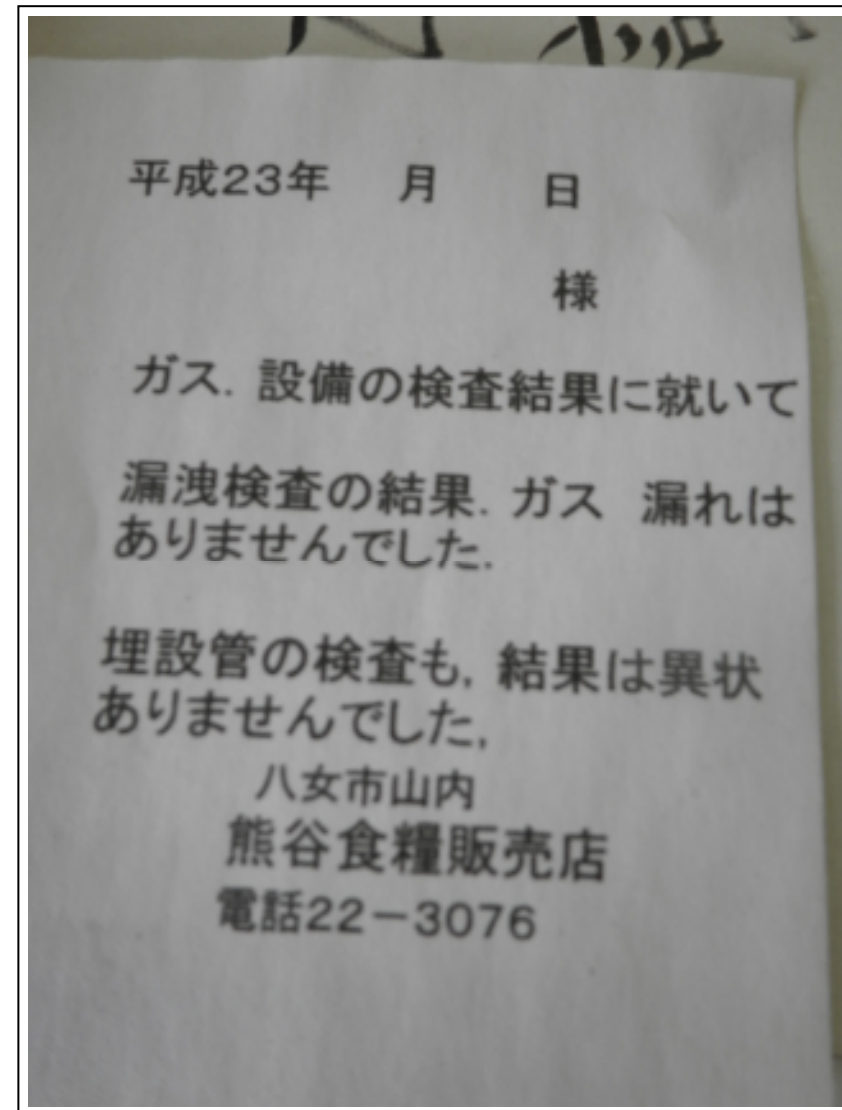 平成23年　月　日
様
ガス. 設備の検査結果に就いて
漏洩検査の結果. ガス　漏れは
ありませんでした.
埋設管の検査も, 結果は異状
ありませんでした,
八女市山内
熊谷食糧販売店
電話22－3076